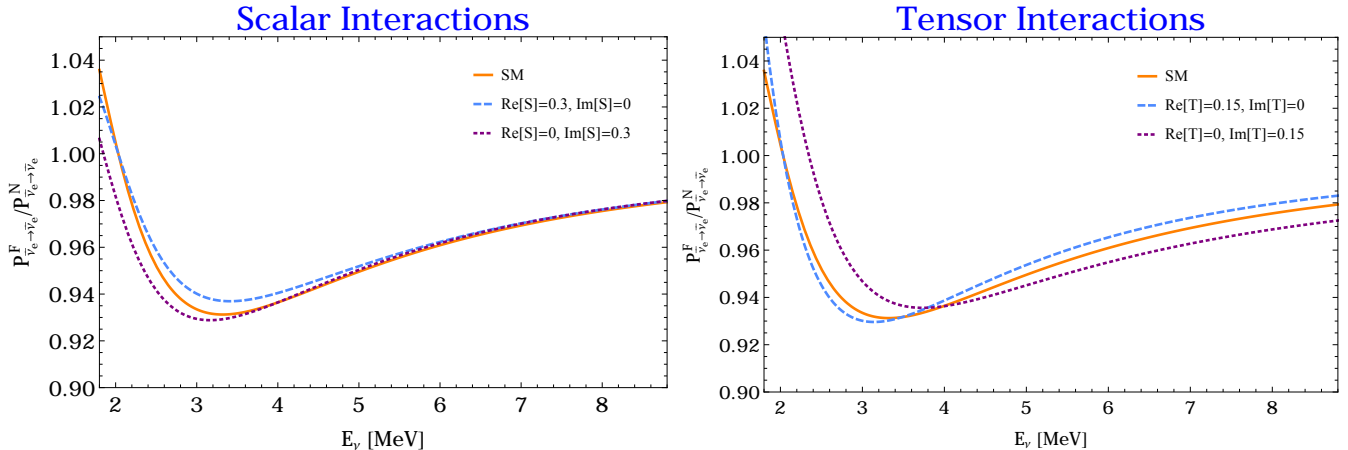 Scalar Interactions
P^F_{ν̄e→ν̄e}/P^N_{ν̄e→ν̄e}
1.04
1.02
1.00
0.98
0.96
0.94
0.92
0.90
SM
Re[S]=0.3, Im[S]=0
Re[S]=0, Im[S]=0.3
2 3 4 5 6 7 8
Eν [MeV]
Tensor Interactions
P^F_{ν̄e→ν̄e}/P^N_{ν̄e→ν̄e}
1.04
1.02
1.00
0.98
0.96
0.94
0.92
0.90
SM
Re[T]=0.15, Im[T]=0
Re[T]=0, Im[T]=0.15
2 3 4 5 6 7 8
Eν [MeV]